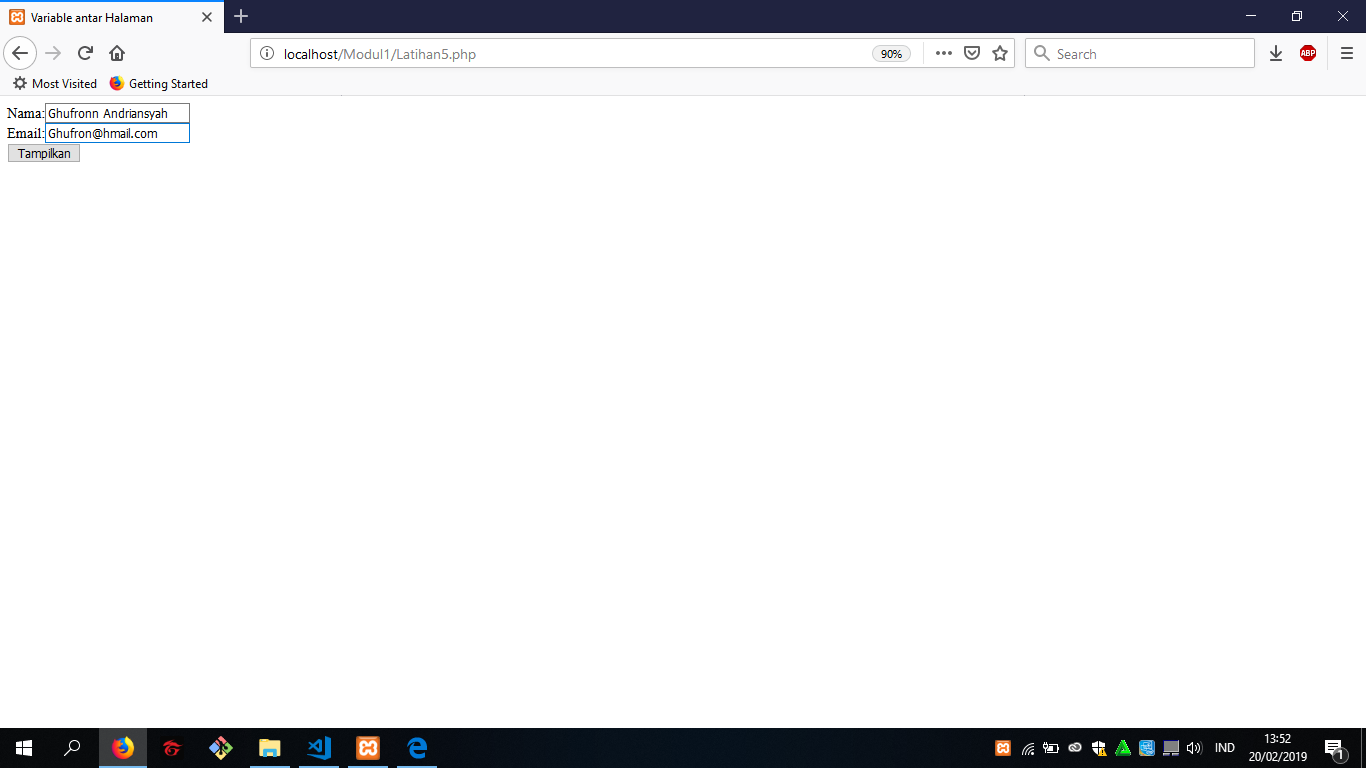 Variable antar Halaman
localhost/Modul1/Latihan5.php
90%
Search
ABP
Most Visited
Getting Started
Nama: Ghufronn Andriansyah
Email: Ghufron@hmail.com
Tampilkan
IND
13:52
20/02/2019
1